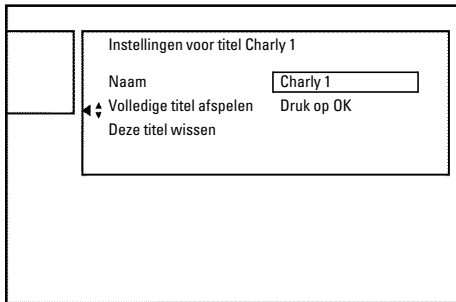 Instellingen voor titel Charly 1
Naam Charly 1
Volledige titel afspelen Druk op OK
Deze titel wissen